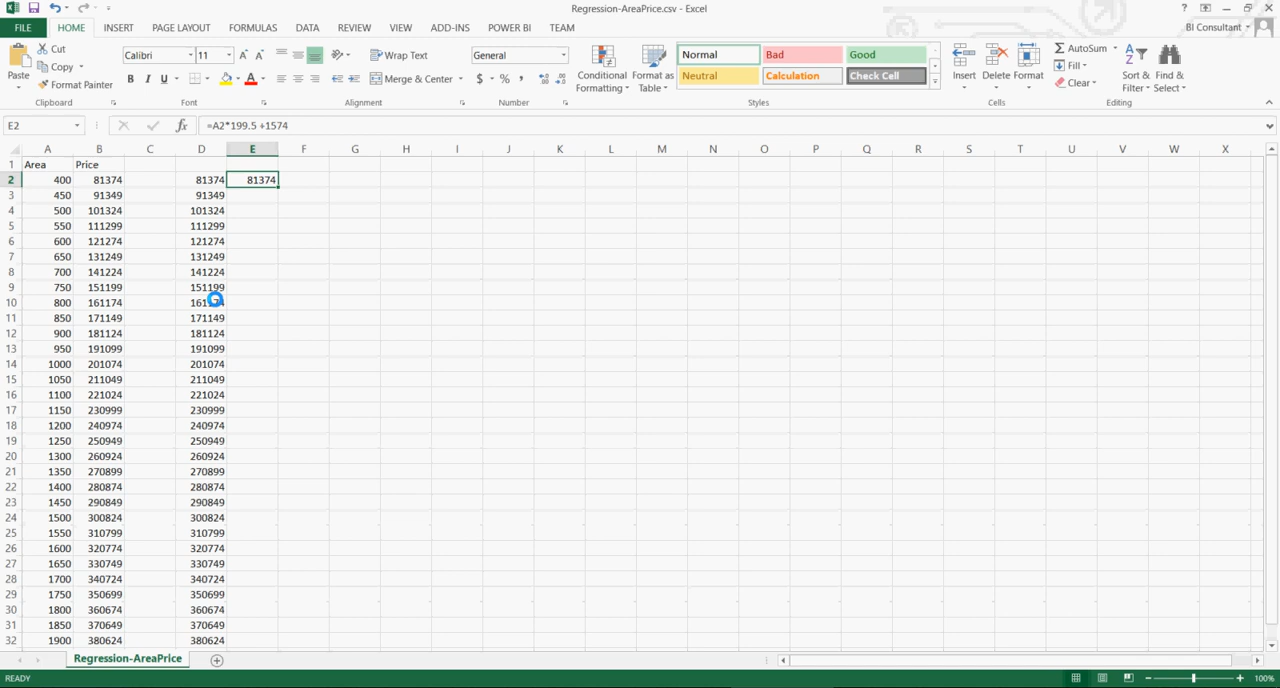 Regression-AreaPrice.csv - Excel
FILE HOME INSERT PAGE LAYOUT FORMULAS DATA REVIEW VIEW ADD-INS POWER BI TEAM BI Consultant
Paste Cut Copy Format Painter Clipboard
Calibri 11 B I U A Font
Wrap Text Merge & Center Alignment
General $ % , Number
Conditional Formatting Format as Table Normal Bad Good Neutral Calculation Check Cell Styles
Insert Delete Format Cells
AutoSum Fill Clear Sort & Filter Find & Select Editing
E2 fx =A2*199.5 +1574
A B C D E F G H I J K L M N O P Q R S T U V W X
1 Area Price
2 400 81374 81374 81374
3 450 91349 91349
4 500 101324 101324
5 550 111299 111299
6 600 121274 121274
7 650 131249 131249
8 700 141224 141224
9 750 151199 151199
10 800 161174
11 850 171149 171149
12 900 181124 181124
13 950 191099 191099
14 1000 201074 201074
15 1050 211049 211049
16 1100 221024 221024
17 1150 230999 230999
18 1200 240974 240974
19 1250 250949 250949
20 1300 260924 260924
21 1350 270899 270899
22 1400 280874 280874
23 1450 290849 290849
24 1500 300824 300824
25 1550 310799 310799
26 1600 320774 320774
27 1650 330749 330749
28 1700 340724 340724
29 1750 350699 350699
30 1800 360674 360674
31 1850 370649 370649
32 1900 380624 380624
Regression-AreaPrice
READY 100%